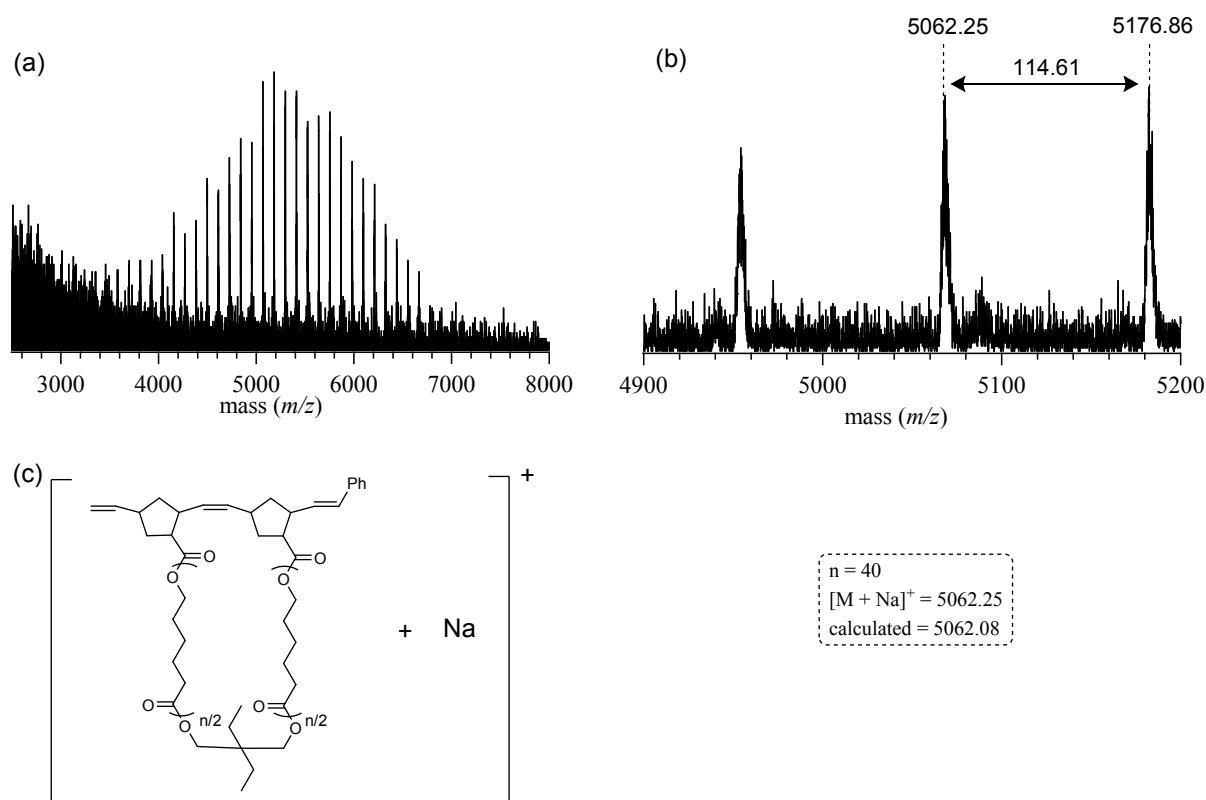 (a)
3000 4000 5000 6000 7000 8000
mass (m/z)
(b)
5062.25 5176.86
114.61
4900 5000 5100 5200
mass (m/z)
(c)
+
Ph
O O
O O
O O
n/2 n/2
O O
+ Na
n = 40
[M + Na]+ = 5062.25
calculated = 5062.08